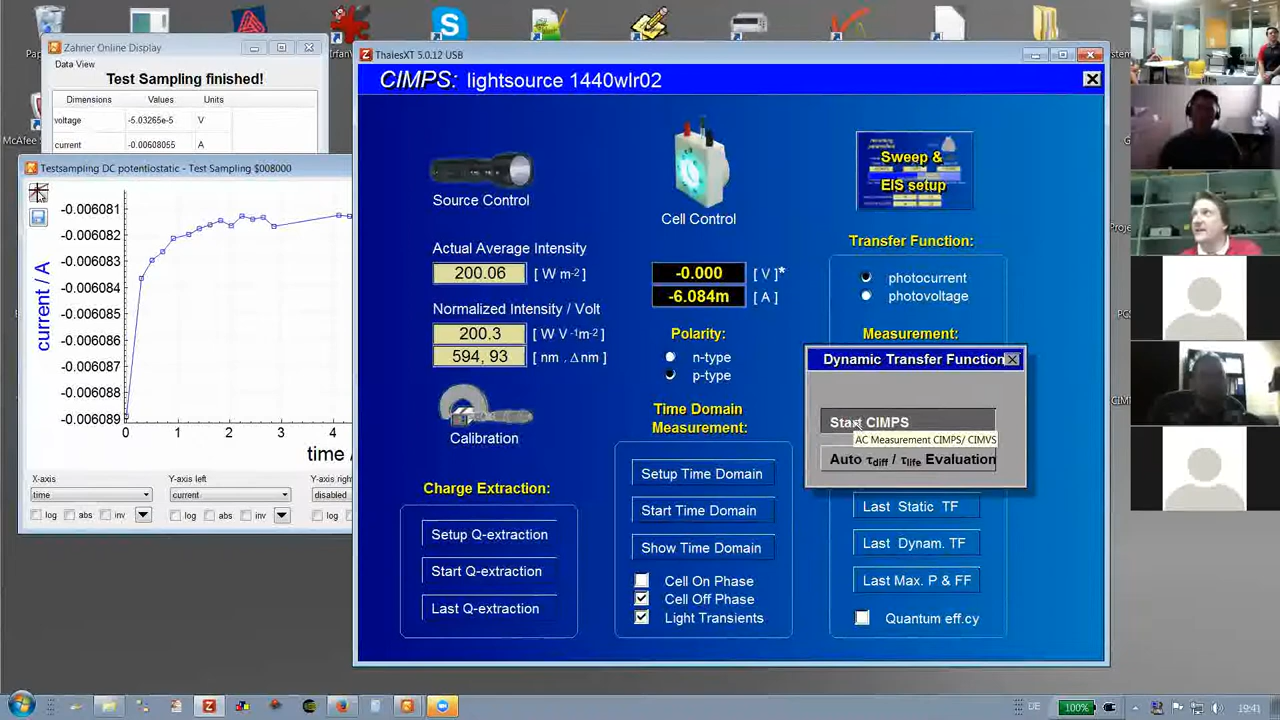 Zahner Online Display
Data View
Test Sampling finished!
Dimensions Values Units
voltage -5.03265e-5 V
current -0.00608055 A
Testsampling DC potentiostatic - Test Sampling $008000
-0.006081
-0.006082
-0.006083
-0.006084
-0.006085
-0.006086
-0.006087
-0.006088
-0.006089
current / A
0 1 2 3 4 5
time /
X-axis
time
log abs inv
Y-axis left
current
log abs inv
Y-axis right
disabled
log
ThalesXT 5.0.12 USB
CIMPS: lightsource 1440wlr02
Source Control
Actual Average Intensity
200.06 [ W m-2 ]
Normalized Intensity / Volt
200.3 [ W V-1m-2 ]
594, 93 [ nm , Δnm ]
Calibration
Charge Extraction:
Setup Q-extraction
Start Q-extraction
Last Q-extraction
Cell Control
-0.000 [ V ]*
-6.084m [ A ]
Polarity:
n-type
p-type
Time Domain
Measurement:
Setup Time Domain
Start Time Domain
Show Time Domain
Cell On Phase
Cell Off Phase
Light Transients
Sweep &
EIS setup
Transfer Function:
photocurrent
photovoltage
Measurement:
Dynamic Transfer Function
Start CIMPS
AC Measurement CIMPS/ CIMVS
Auto τdiff / τlife Evaluation
Last Static TF
Last Dynam. TF
Last Max. P & FF
Quantum eff.cy
DE
100%
19:41